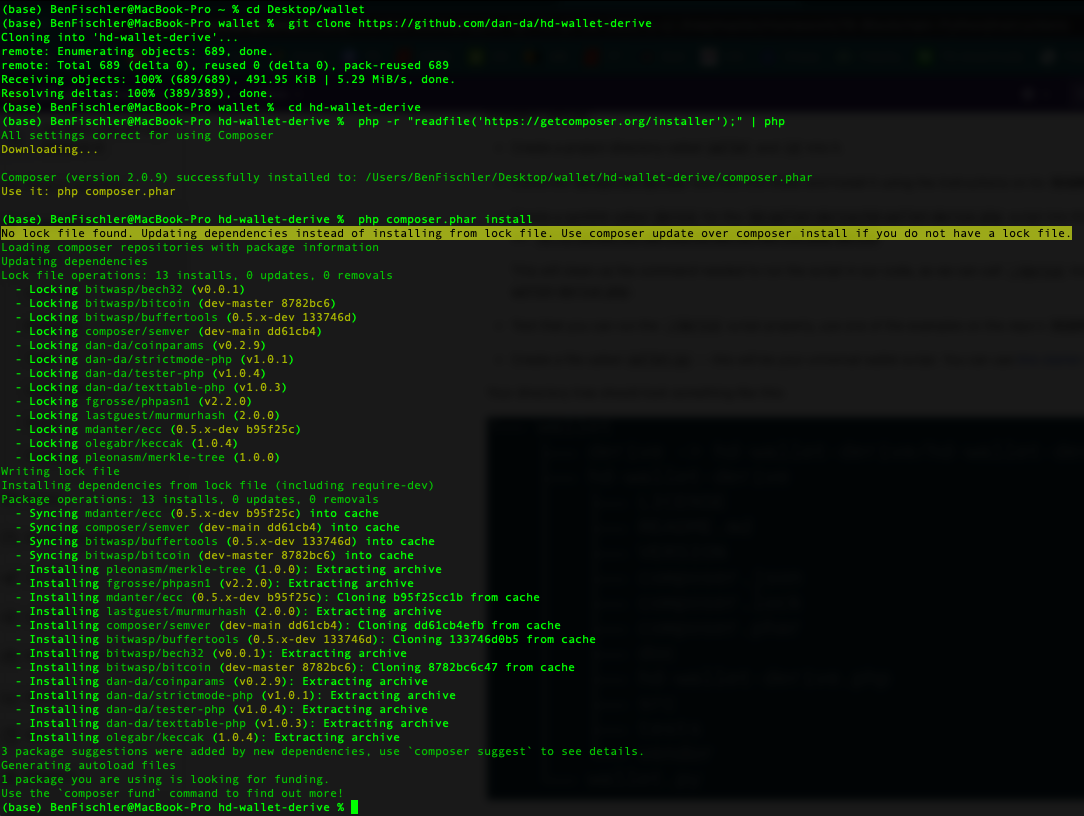 (base) BenFischler@MacBook-Pro ~ % cd Desktop/wallet
(base) BenFischler@MacBook-Pro wallet %  git clone https://github.com/dan-da/hd-wallet-derive
Cloning into 'hd-wallet-derive'...
remote: Enumerating objects: 689, done.
remote: Total 689 (delta 0), reused 0 (delta 0), pack-reused 689
Receiving objects: 100% (689/689), 491.95 KiB | 5.29 MiB/s, done.
Resolving deltas: 100% (389/389), done.
(base) BenFischler@MacBook-Pro wallet %  cd hd-wallet-derive
(base) BenFischler@MacBook-Pro hd-wallet-derive %  php -r "readfile('https://getcomposer.org/installer');" | php
All settings correct for using Composer
Downloading...

Composer (version 2.0.9) successfully installed to: /Users/BenFischler/Desktop/wallet/hd-wallet-derive/composer.phar
Use it: php composer.phar

(base) BenFischler@MacBook-Pro hd-wallet-derive %  php composer.phar install
No lock file found. Updating dependencies instead of installing from lock file. Use composer update over composer install if you do not have a lock file.
Loading composer repositories with package information
Updating dependencies
Lock file operations: 13 installs, 0 updates, 0 removals
  - Locking bitwasp/bech32 (v0.0.1)
  - Locking bitwasp/bitcoin (dev-master 8782bc6)
  - Locking bitwasp/buffertools (0.5.x-dev 133746d)
  - Locking composer/semver (dev-main dd61cb4)
  - Locking dan-da/coinparams (v0.2.9)
  - Locking dan-da/strictmode-php (v1.0.1)
  - Locking dan-da/tester-php (v1.0.4)
  - Locking dan-da/texttable-php (v1.0.3)
  - Locking fgrosse/phpasn1 (v2.2.0)
  - Locking lastguest/murmurhash (2.0.0)
  - Locking mdanter/ecc (0.5.x-dev b95f25c)
  - Locking olegabr/keccak (1.0.4)
  - Locking pleonasm/merkle-tree (1.0.0)
Writing lock file
Installing dependencies from lock file (including require-dev)
Package operations: 13 installs, 0 updates, 0 removals
  - Syncing mdanter/ecc (0.5.x-dev b95f25c) into cache
  - Syncing composer/semver (dev-main dd61cb4) into cache
  - Syncing bitwasp/buffertools (0.5.x-dev 133746d) into cache
  - Syncing bitwasp/bitcoin (dev-master 8782bc6) into cache
  - Installing pleonasm/merkle-tree (1.0.0): Extracting archive
  - Installing fgrosse/phpasn1 (v2.2.0): Extracting archive
  - Installing mdanter/ecc (0.5.x-dev b95f25c): Cloning b95f25cc1b from cache
  - Installing lastguest/murmurhash (2.0.0): Extracting archive
  - Installing composer/semver (dev-main dd61cb4): Cloning dd61cb4efb from cache
  - Installing bitwasp/buffertools (0.5.x-dev 133746d): Cloning 133746d0b5 from cache
  - Installing bitwasp/bech32 (v0.0.1): Extracting archive
  - Installing bitwasp/bitcoin (dev-master 8782bc6): Cloning 8782bc6c47 from cache
  - Installing dan-da/coinparams (v0.2.9): Extracting archive
  - Installing dan-da/strictmode-php (v1.0.1): Extracting archive
  - Installing dan-da/tester-php (v1.0.4): Extracting archive
  - Installing dan-da/texttable-php (v1.0.3): Extracting archive
  - Installing olegabr/keccak (1.0.4): Extracting archive
3 package suggestions were added by new dependencies, use `composer suggest` to see details.
Generating autoload files
1 package you are using is looking for funding.
Use the `composer fund` command to find out more!
(base) BenFischler@MacBook-Pro hd-wallet-derive %